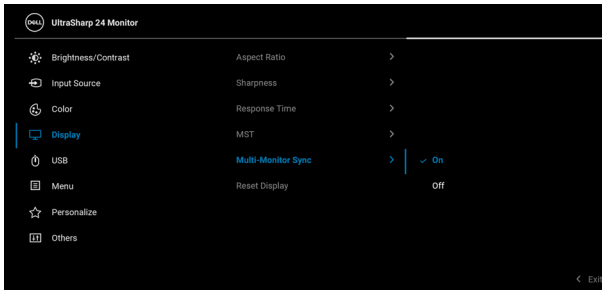 DELL UltraSharp 24 Monitor
Brightness/Contrast Aspect Ratio
Input Source Sharpness
Color Response Time
Display MST
USB Multi-Monitor Sync On
Menu Reset Display Off
Personalize
Others
Exit